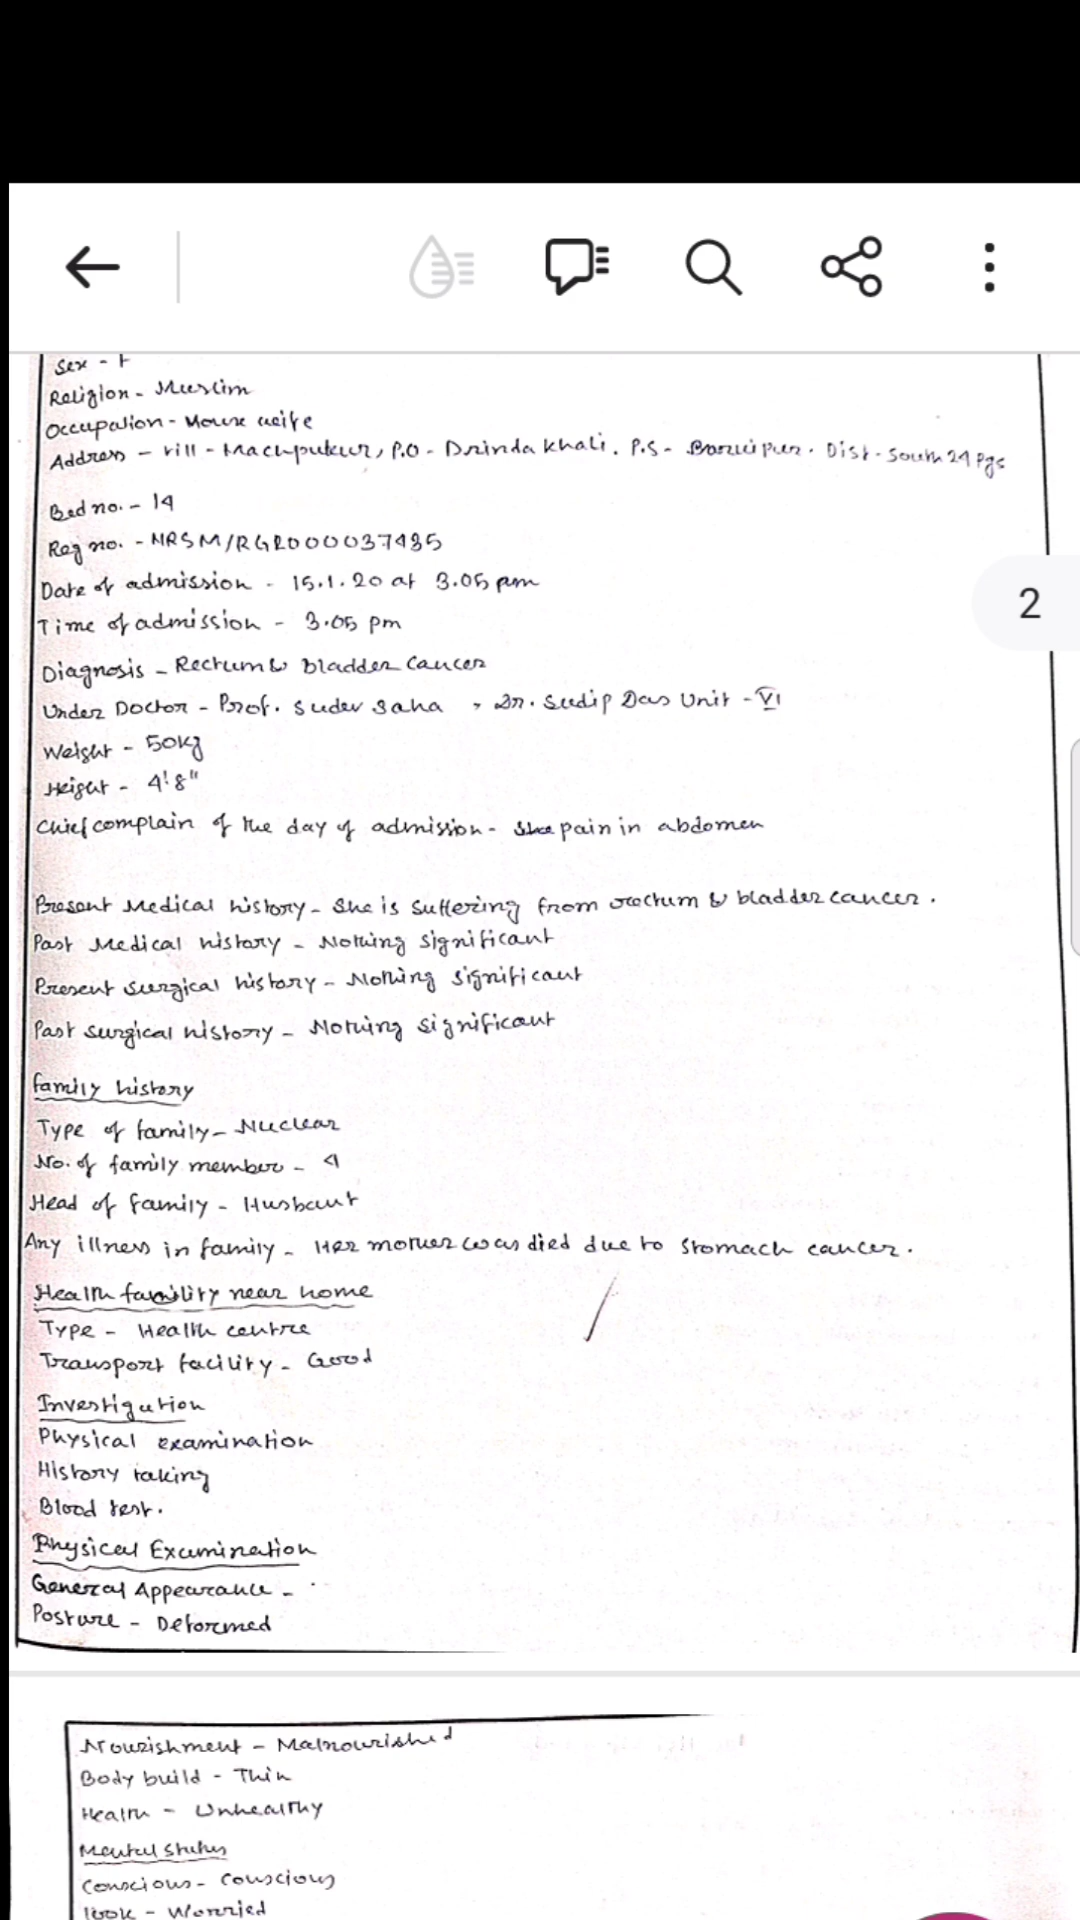 Sex - F
Religion - Muslim
Occupation - House wife
Address - vill - Machpukur, P.O - Dhinda khali. P.S - Baruipur. Dist - South 24 Pgs
Bed no. - 14
Reg no. - NRSM/RG2000037435
Date of admission - 15.1.20 at 3.05 pm
Time of admission - 3.05 pm
Diagnosis - Rectum & bladder Cancer
Under Doctor - Prof. Sudev Saha, Dr. Sudip Das Unit - VI
Weight - 50kg
Height - 4'8"
Chief complain of the day of admission - pain in abdomen
Present Medical history - She is suffering from rectum & bladder cancer.
Past Medical history - Nothing significant
Present surgical history - Nothing significant
Past surgical history - Nothing significant
family history
Type of family - Nuclear
No. of family member - 4
Head of family - Husbant
Any illness in family - Her mother was died due to stomach cancer.
Health facility near home
Type - Health centre
Transport facility - Good
Investigation
Physical examination
History taking
Blood test.
Physical Examination
General Appearance -
Posture - Deformed
2
Nourishment - Malnourished
Body build - Thin
Health - Unhealthy
Mental status
Conscious - Conscious
look - Worried